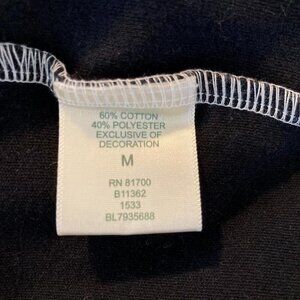 60% COTTON
40% POLYESTER
EXCLUSIVE OF
DECORATION
M
RN 81700
B11362
1533
BL7935688